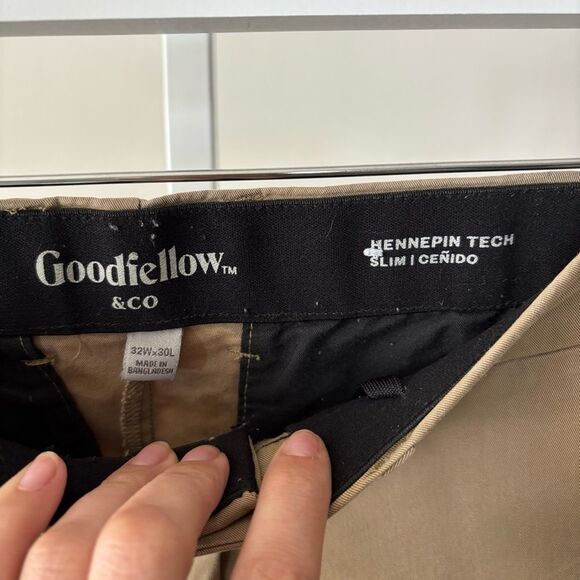 Goodfellow™
& CO
HENNEPIN TECH
SLIM | CEÑIDO
32W x 30L
MADE IN
BANGLADESH